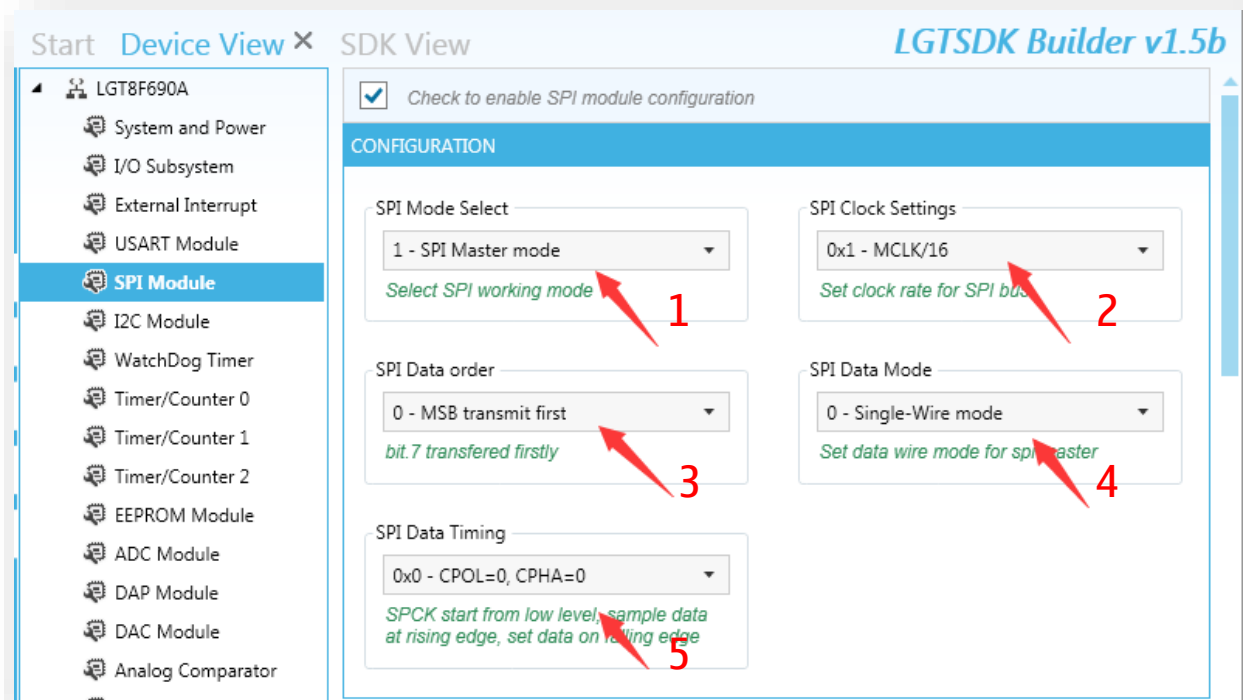 Start Device View × SDK View LGTSDK Builder v1.5b
LGT8F690A
System and Power
I/O Subsystem
External Interrupt
USART Module
SPI Module
I2C Module
WatchDog Timer
Timer/Counter 0
Timer/Counter 1
Timer/Counter 2
EEPROM Module
ADC Module
DAP Module
DAC Module
Analog Comparator
Check to enable SPI module configuration
CONFIGURATION
SPI Mode Select
1 - SPI Master mode
Select SPI working mode
1
SPI Clock Settings
0x1 - MCLK/16
Set clock rate for SPI bus
2
SPI Data order
0 - MSB transmit first
bit.7 transfered firstly
3
SPI Data Mode
0 - Single-Wire mode
Set data wire mode for spi master
4
SPI Data Timing
0x0 - CPOL=0, CPHA=0
SPCK start from low level, sample data
at rising edge, set data on falling edge
5